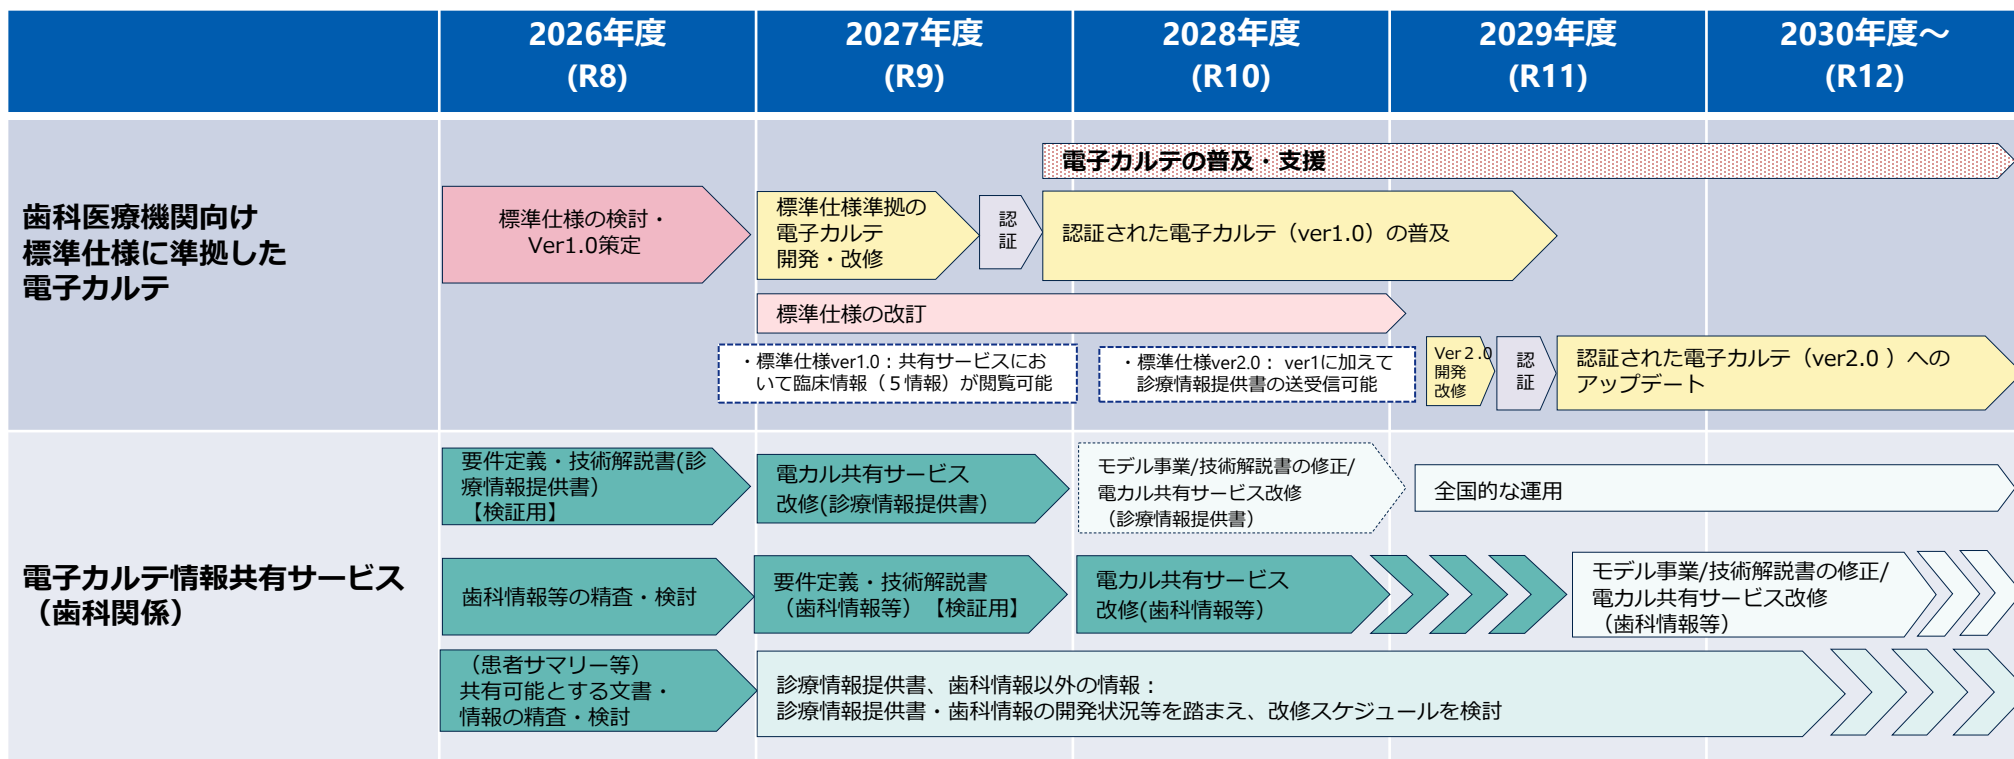 2026年度
(R8)
2027年度
(R9)
2028年度
(R10)
2029年度
(R11)
2030年度～
(R12)
歯科医療機関向け
標準仕様に準拠した
電子カルテ
電子カルテの普及・支援
標準仕様の検討・
Ver1.0策定
標準仕様準拠の
電子カルテ
開発・改修
認
証
認証された電子カルテ（ver1.0）の普及
標準仕様の改訂
・標準仕様ver1.0：共有サービスにお
いて臨床情報（５情報）が閲覧可能
・標準仕様ver2.0： ver1に加えて
診療情報提供書の送受信可能
Ver２.0
開発
改修
認
証
認証された電子カルテ（ver2.0 ）への
アップデート
電子カルテ情報共有サービス
（歯科関係）
要件定義・技術解説書(診
療情報提供書）
【検証用】
電カル共有サービス
改修(診療情報提供書）
モデル事業/技術解説書の修正/
電カル共有サービス改修
（診療情報提供書）
全国的な運用
歯科情報等の精査・検討
要件定義・技術解説書
（歯科情報等）【検証用】
電カル共有サービス
改修(歯科情報等）
モデル事業/技術解説書の修正/
電カル共有サービス改修
（歯科情報等）
（患者サマリー等）
共有可能とする文書・
情報の精査・検討
診療情報提供書、歯科情報以外の情報：
診療情報提供書・歯科情報の開発状況等を踏まえ、改修スケジュールを検討